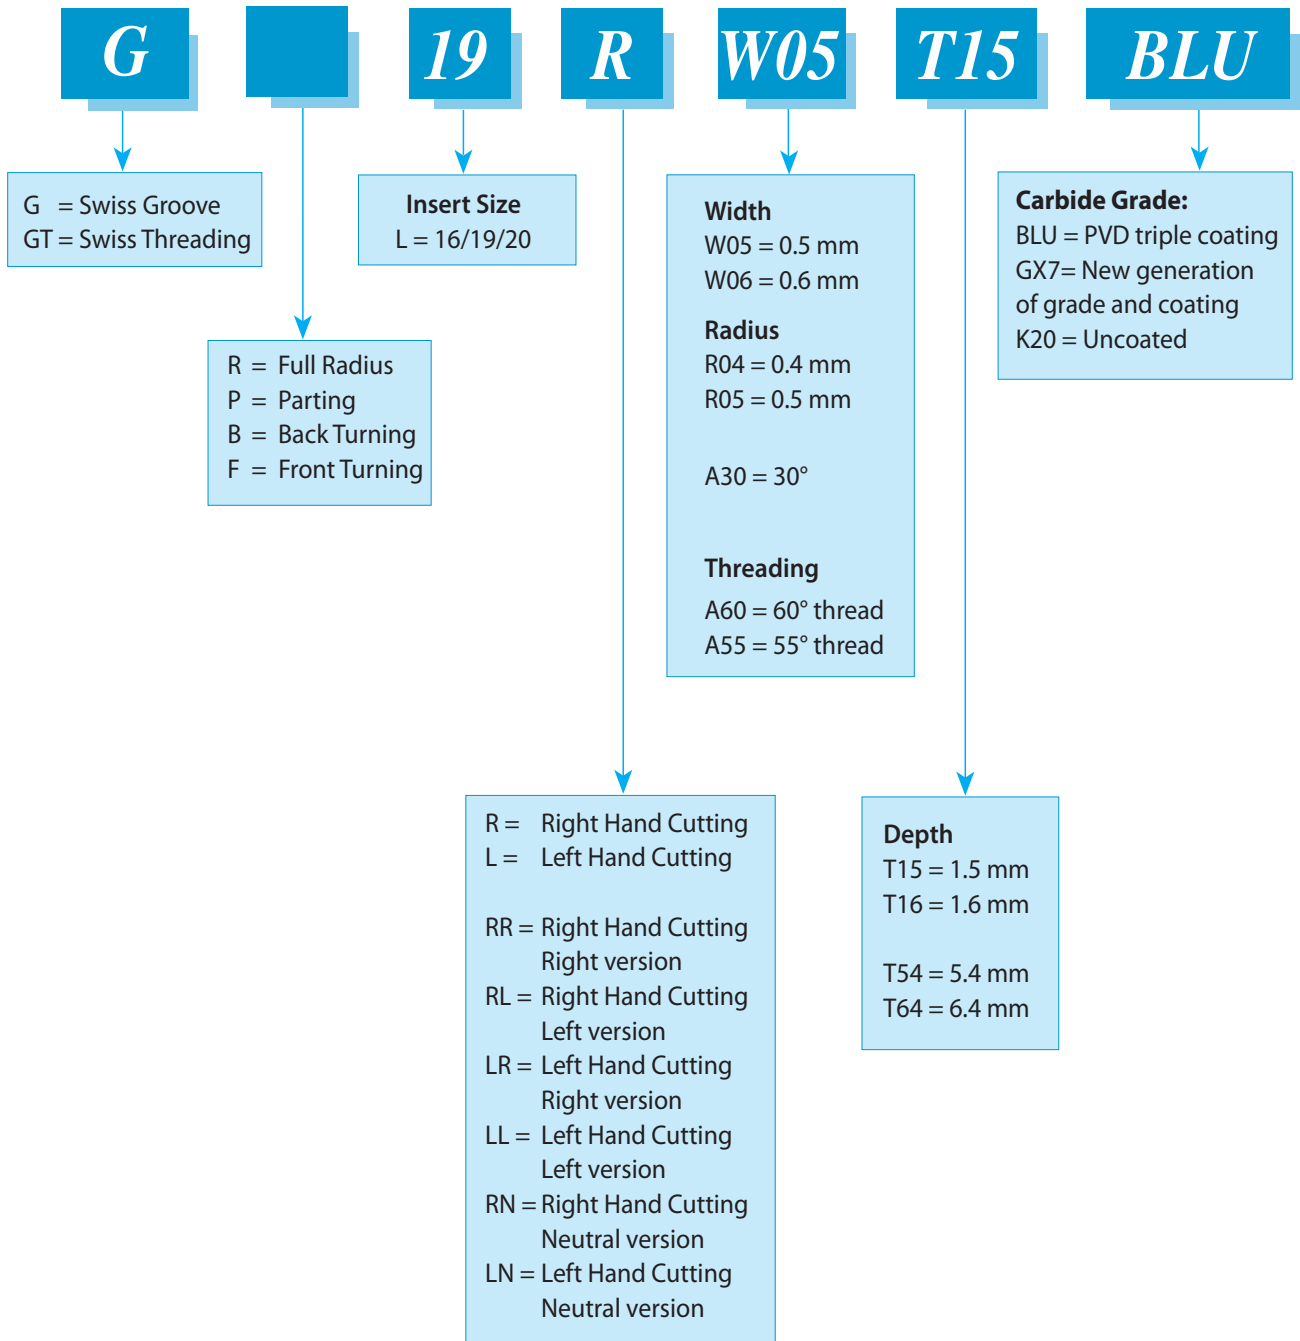 G 19 R W05 T15 BLU
G = Swiss Groove
GT = Swiss Threading
R = Full Radius
P = Parting
B = Back Turning
F = Front Turning
Insert Size
L = 16/19/20
R = Right Hand Cutting
L = Left Hand Cutting
RR = Right Hand Cutting
Right version
RL = Right Hand Cutting
Left version
LR = Left Hand Cutting
Right version
LL = Left Hand Cutting
Left version
RN = Right Hand Cutting
Neutral version
LN = Left Hand Cutting
Neutral version
Width
W05 = 0.5 mm
W06 = 0.6 mm
Radius
R04 = 0.4 mm
R05 = 0.5 mm
A30 = 30°
Threading
A60 = 60° thread
A55 = 55° thread
Depth
T15 = 1.5 mm
T16 = 1.6 mm
T54 = 5.4 mm
T64 = 6.4 mm
Carbide Grade:
BLU = PVD triple coating
GX7= New generation
of grade and coating
K20 = Uncoated